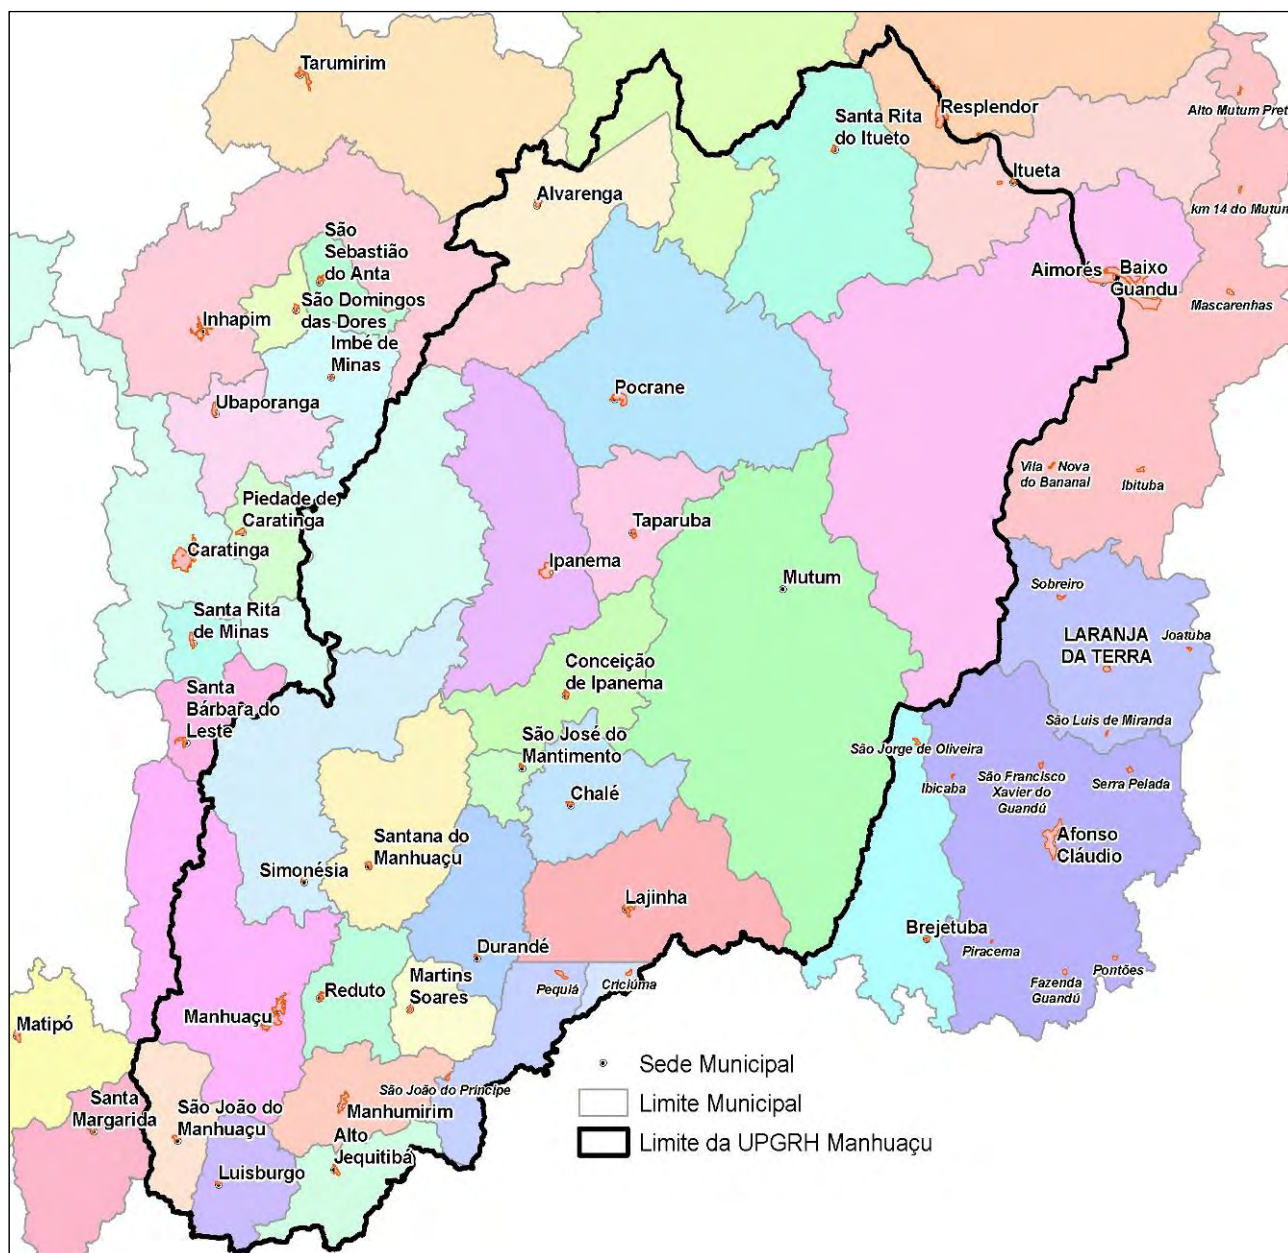 Tarumirim
Alto Mutum Pret
Resplendor
Santa Rita
do Itueto
Itueta
Alvarenga
km 14 do Mutum
São
Sebastião
do Anta
Aimorés
Baixo
Guandu
Mascarenhas
São Domingos
das Dores
Inhapim
Imbé de
Minas
Pocrane
Ubaporanga
Vila Nova
do Bananal
Ibituba
Piedade de
Caratinga
Taparuba
Caratinga
Ipanema
Mutum
Sobreiro
Santa Rita
de Minas
LARANJA
DA TERRA
Joatuba
Conceição
de Ipanema
Santa
Bárbara do
Leste
São Luis de Miranda
São José do
Mantimento
São Jorge de Oliveira
São Francisco
Xavier do
Guandú
Serra Pelada
Ibicaba
Chalé
Santana do
Manhuaçu
Afonso
Cláudio
Simonésia
Lajinha
Brejetuba
Durandé
Piracema
Pontões
Fazenda
Guandú
Martins
Soares
Pequiá
Criciúma
Reduto
Manhuaçu
Matipó
Sede Municipal
São João do Príncipe
Santa
Margarida
São João do
Manhuaçu
Manhumirim
Limite Municipal
Alto
Jequitibá
Limite da UPGRH Manhuaçu
Luisburgo